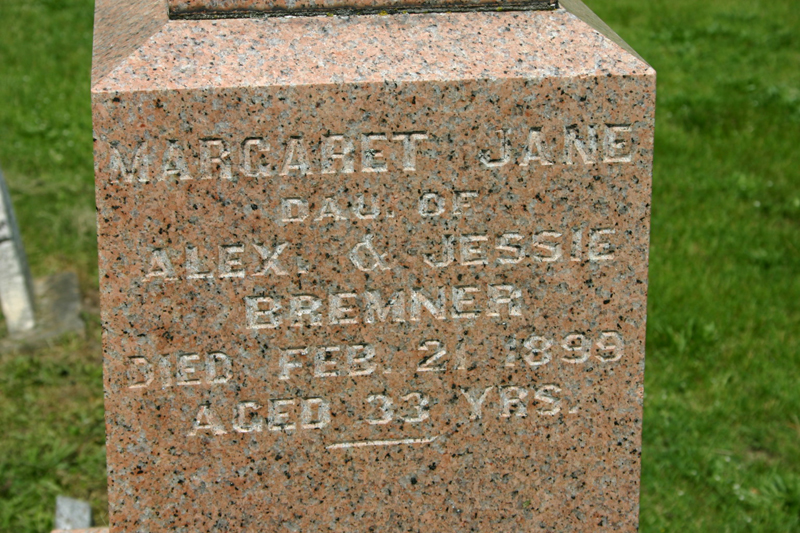 MARGARET JANE
DAU. OF
ALEX. & JESSIE
BREMNER
DIED FEB. 21 1899
AGED 33 YRS.